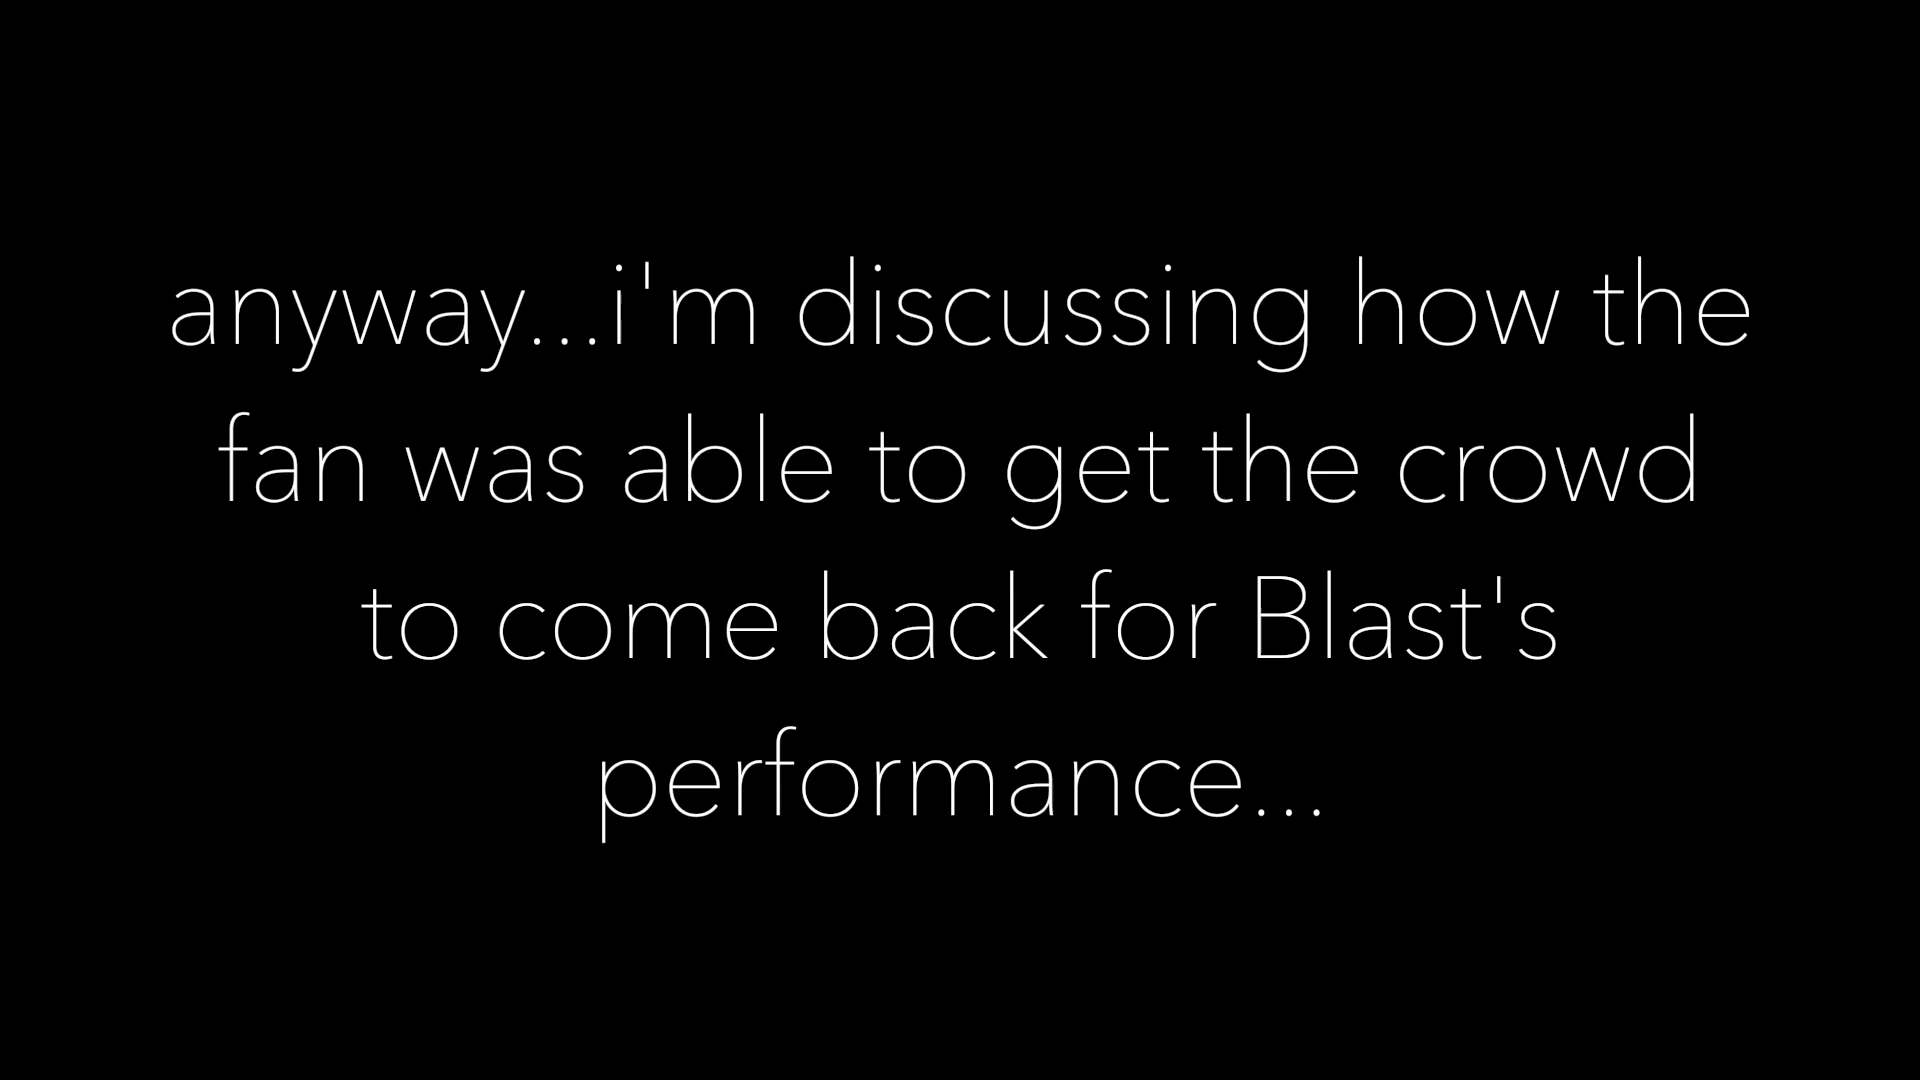 anyway...i'm discussing how the
fan was able to get the crowd
to come back for Blast's
performance...